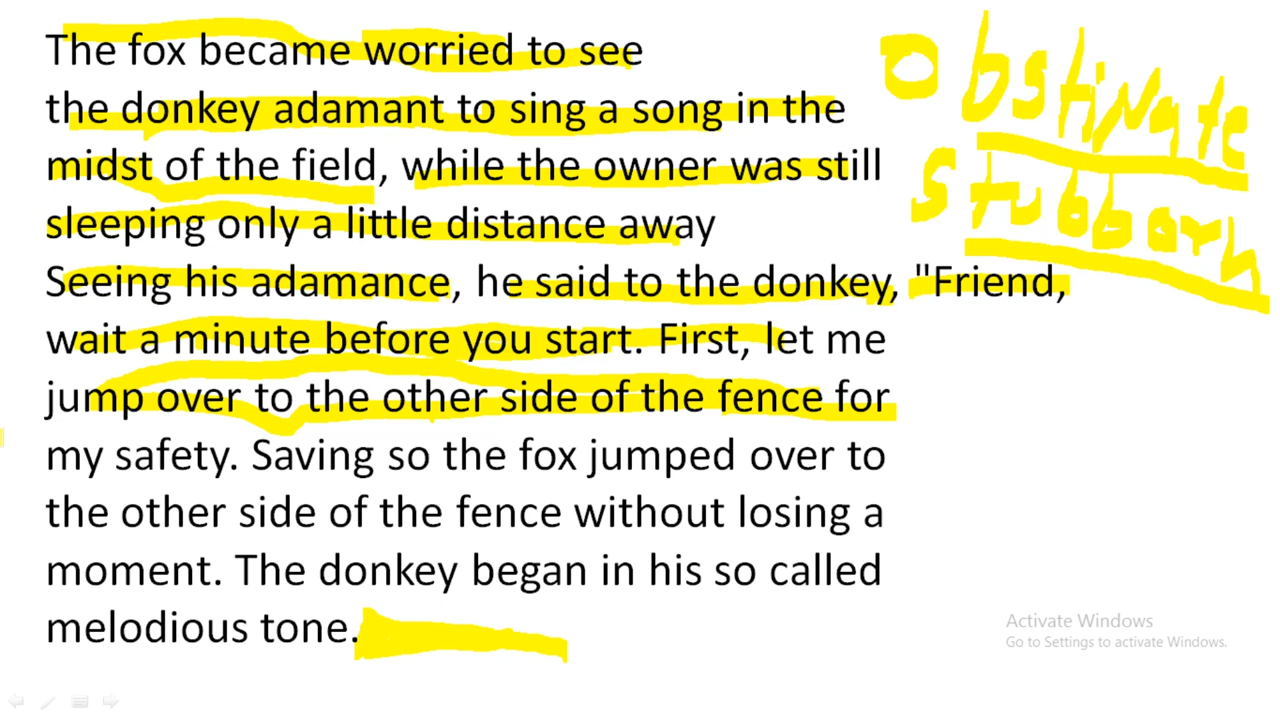 The fox became worried to see
the donkey adamant to sing a song in the
midst of the field, while the owner was still
sleeping only a little distance away
Seeing his adamance, he said to the donkey, "Friend,
wait a minute before you start. First, let me
jump over to the other side of the fence for
my safety. Saving so the fox jumped over to
the other side of the fence without losing a
moment. The donkey began in his so called
melodious tone.
Obstinate
stubborn
Activate Windows
Go to Settings to activate Windows.